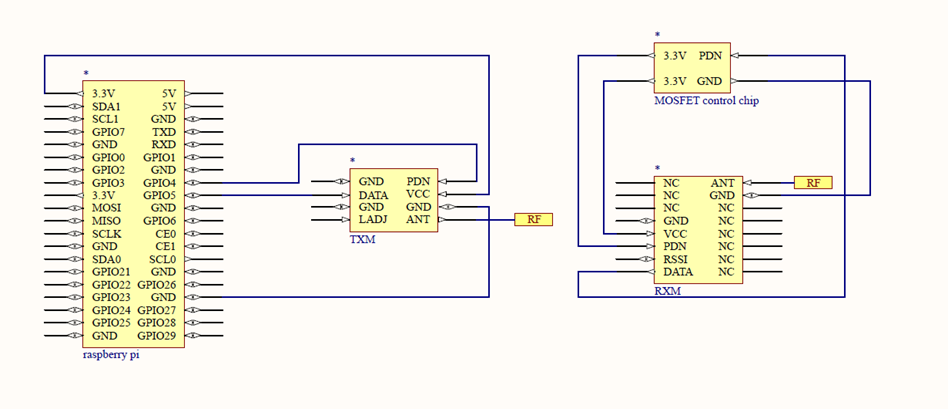 *
3.3V 5V
SDA1 5V
SCL1 GND
GPIO7 TXD
GND RXD
GPIO0 GPIO1
GPIO2 GND
GPIO3 GPIO4
3.3V GPIO5
MOSI GND
MISO GPIO6
SCLK CE0
GND CE1
SDA0 SCL0
GPIO21 GND
GPIO22 GPIO26
GPIO23 GND
GPIO24 GPIO27
GPIO25 GPIO28
GND GPIO29
raspberry pi
*
GND PDN
DATA VCC
GND GND
LADJ ANT
TXM
RF
*
3.3V PDN
3.3V GND
MOSFET control chip
*
NC ANT
NC GND
NC NC
GND NC
VCC NC
PDN NC
RSSI NC
DATA NC
RXM
RF